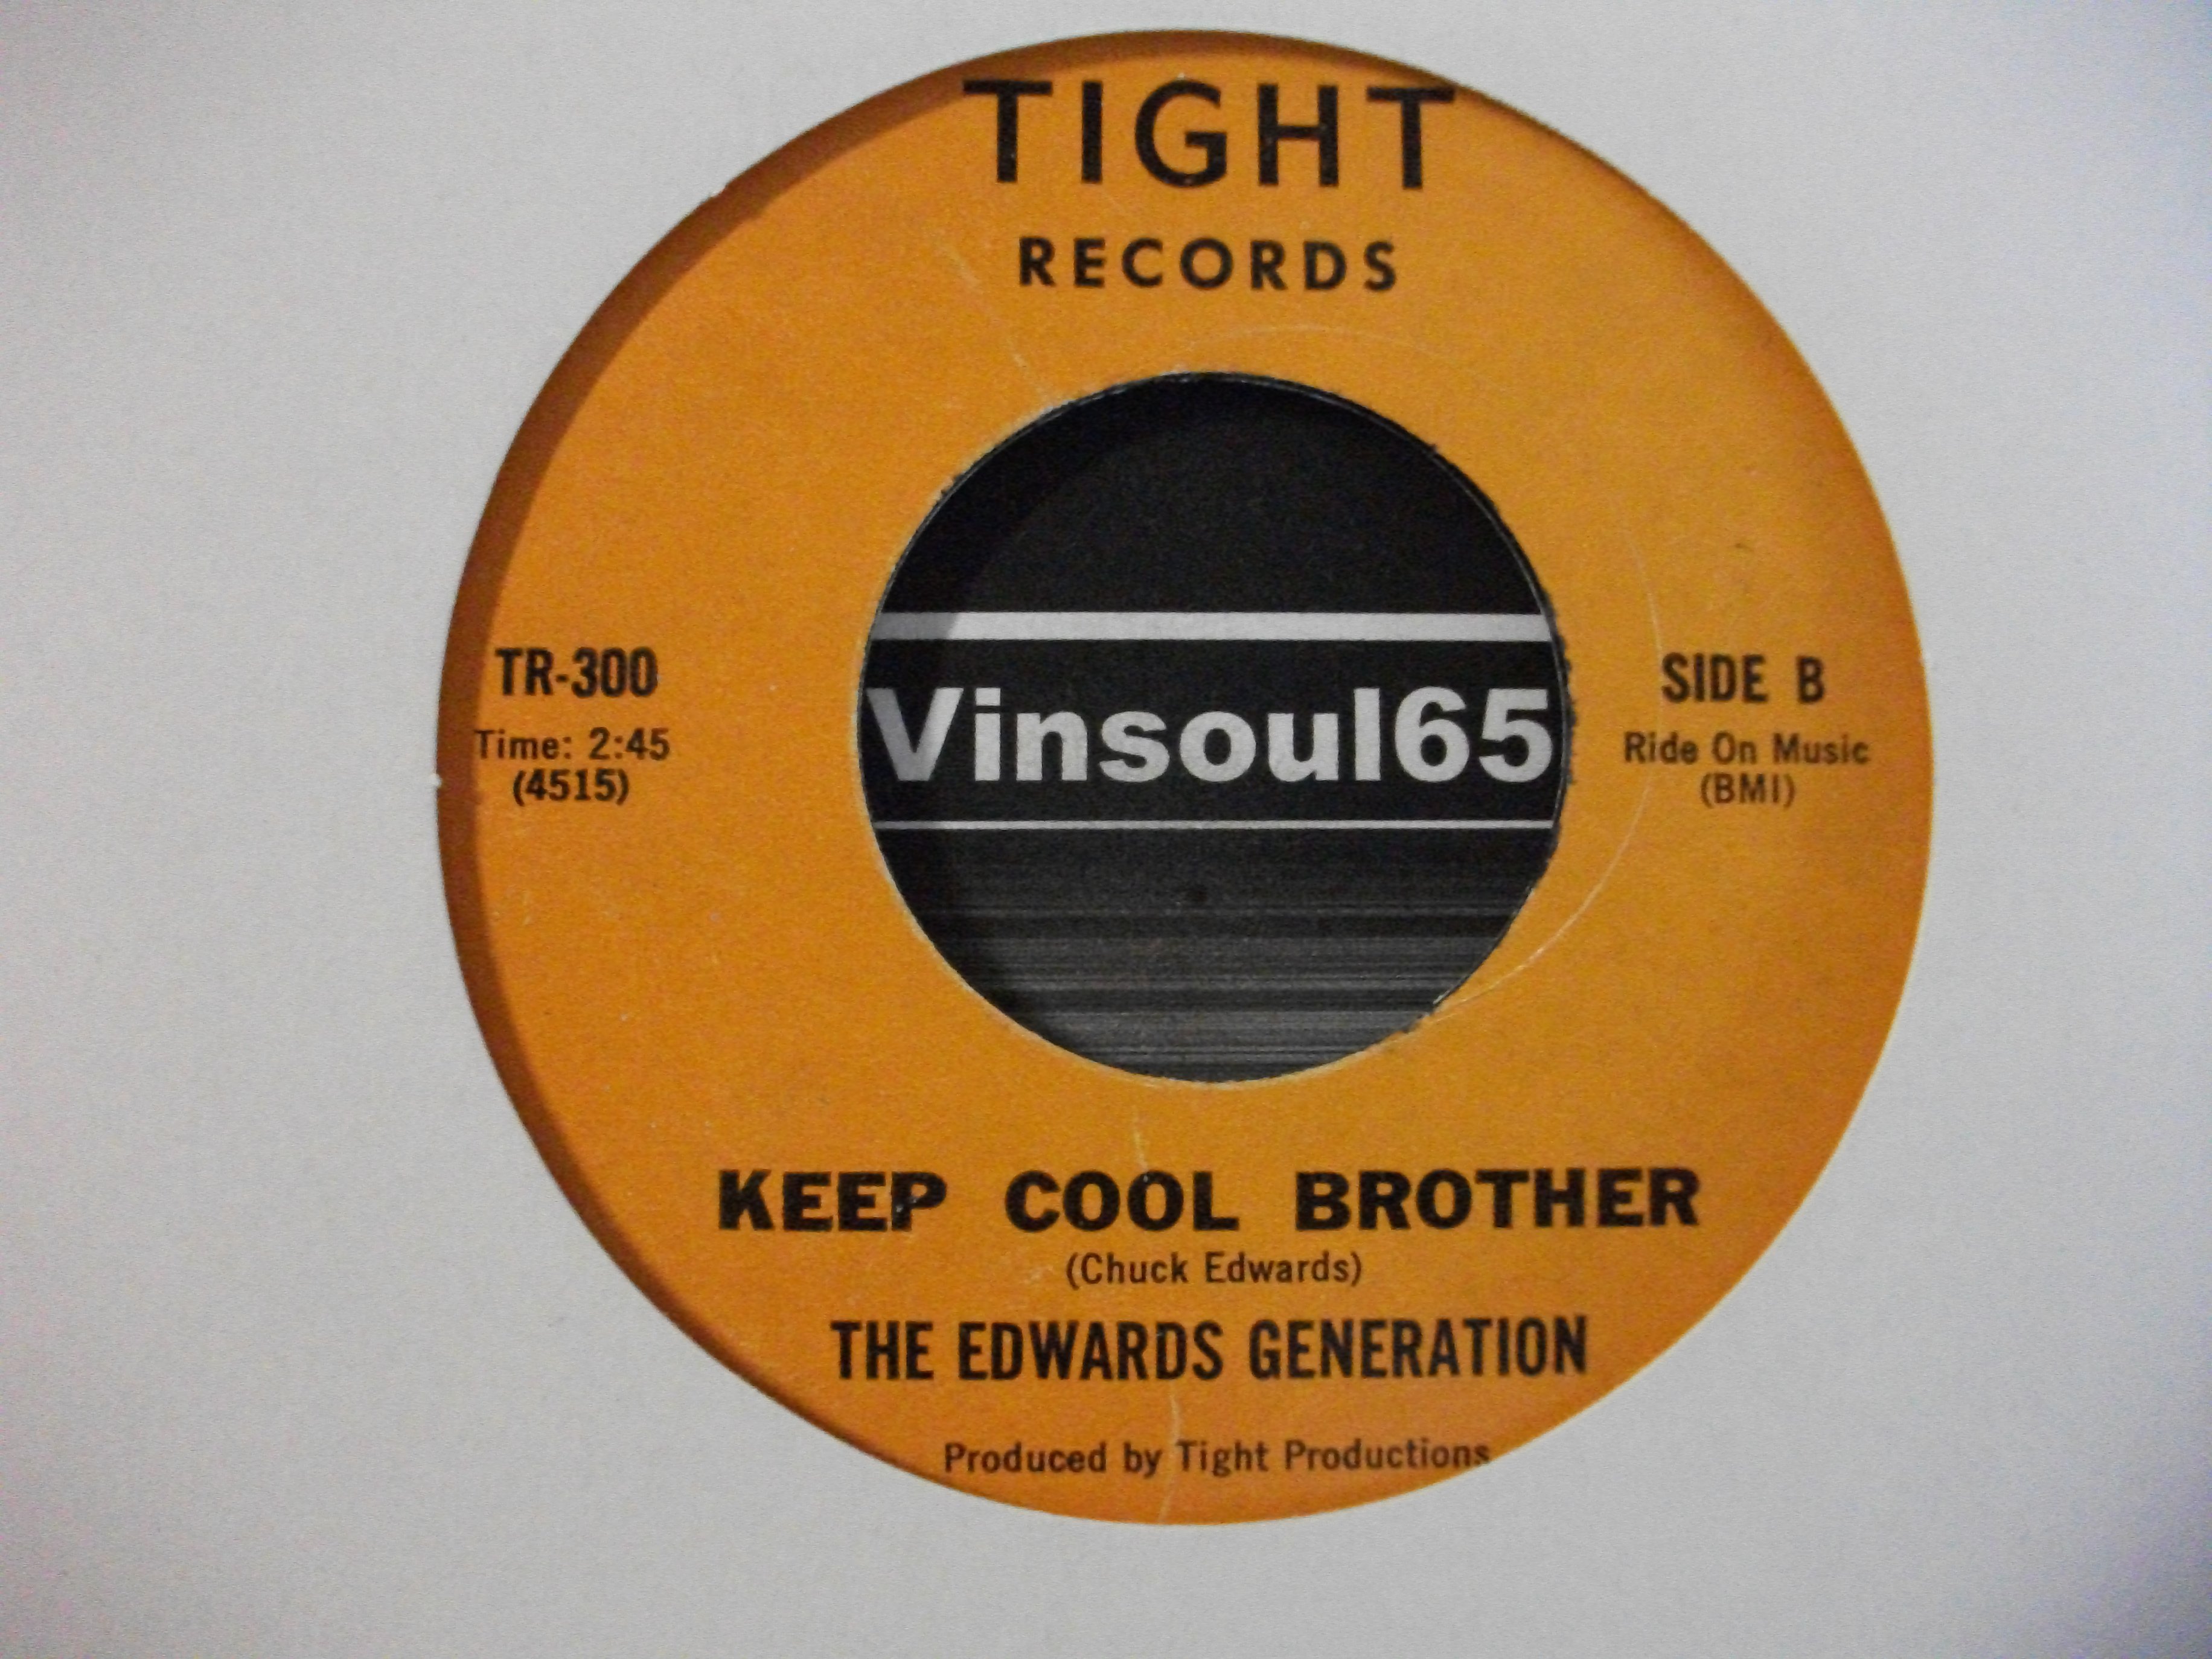 TIGHT
RECORDS
TR-300
Time: 2:45
(4515)
Vinsoul65
SIDE B
Ride On Music
(BMI)
KEEP COOL BROTHER
(Chuck Edwards)
THE EDWARDS GENERATION
Produced by Tight Productions